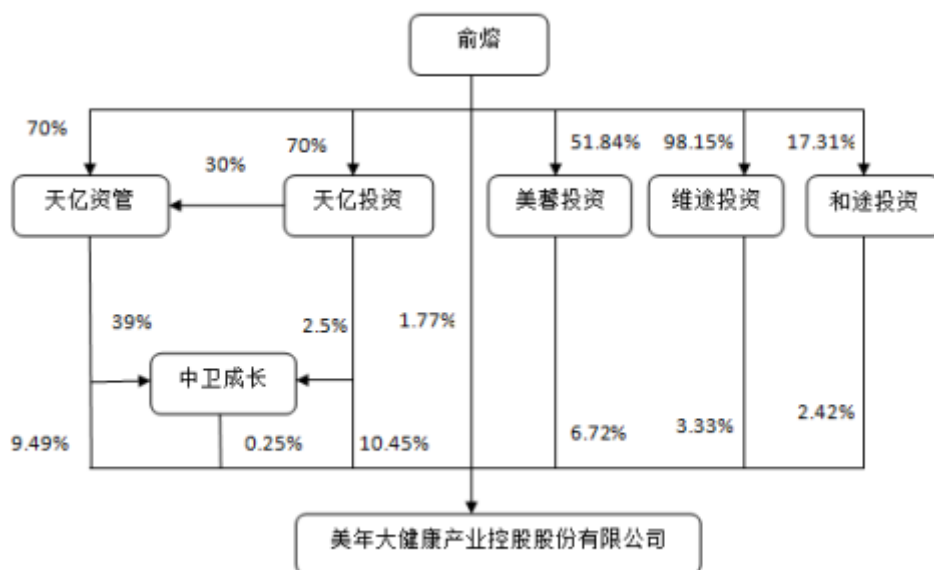 俞熔
70%
30%
70%
51.84%
98.15%
17.31%
天亿资管
天亿投资
美馨投资
维途投资
和途投资
39%
2.5%
1.77%
中卫成长
9.49%
0.25%
10.45%
6.72%
3.33%
2.42%
美年大健康产业控股股份有限公司